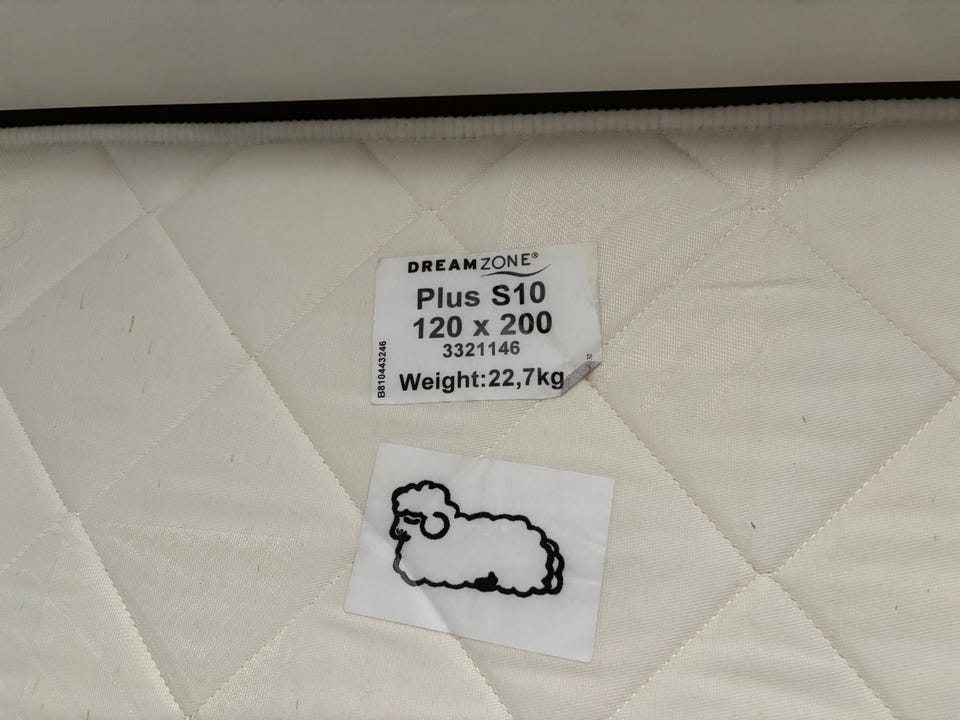 DREAMZONE®
Plus S10
120 x 200
3321146
Weight:22,7kg
B810443246